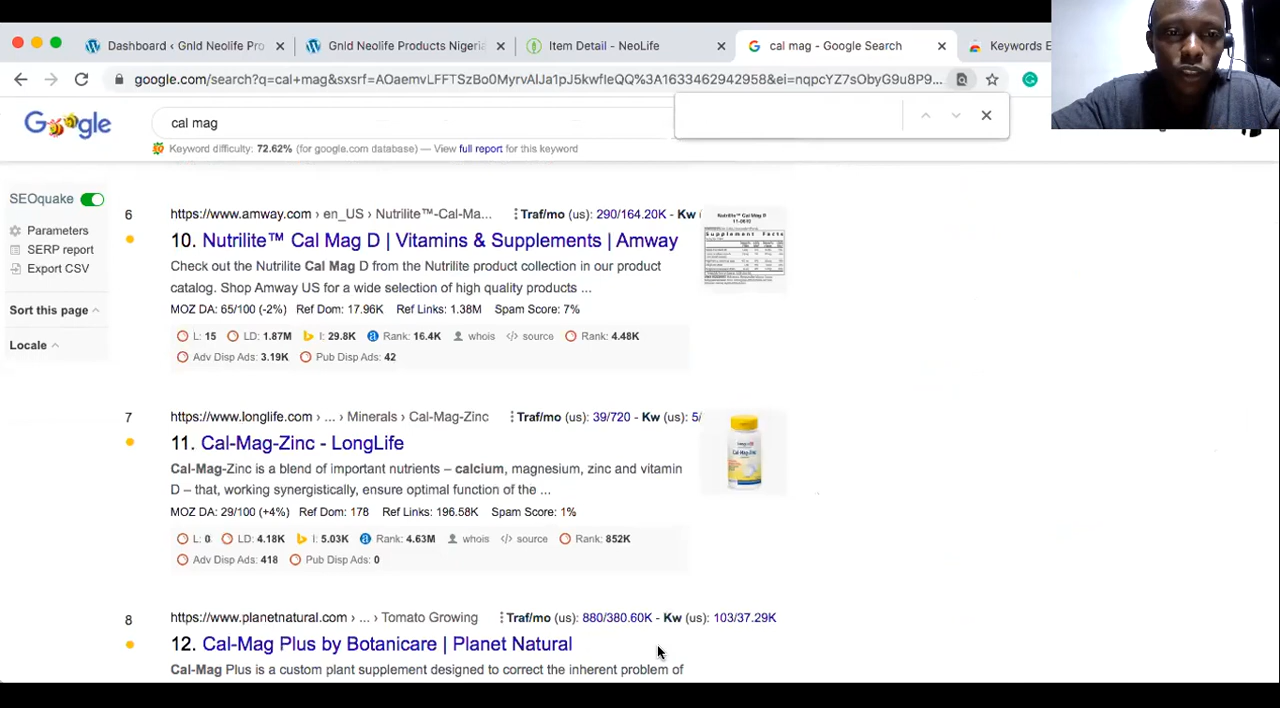 Dashboard ‹ Gnld Neolife Pro
Gnld Neolife Products Nigeria
Item Detail - NeoLife
cal mag - Google Search
Keywords E
google.com/search?q=cal+mag&sxsrf=AOaemvLFFTSzBo0MyrvAlJa1pJ5kwfleQQ%3A1633462942958&ei=nqpcYZ7sObyG9u8P9...
Google
cal mag
Keyword difficulty: 72.62% (for google.com database) — View full report for this keyword
SEOquake
Parameters
SERP report
Export CSV
Sort this page
Locale
6
https://www.amway.com › en_US › Nutrilite™-Cal-Ma...
Traf/mo (us): 290/164.20K - Kw (
10. Nutrilite™ Cal Mag D | Vitamins & Supplements | Amway
Check out the Nutrilite Cal Mag D from the Nutrilite product collection in our product
catalog. Shop Amway US for a wide selection of high quality products ...
MOZ DA: 65/100 (-2%) Ref Dom: 17.96K Ref Links: 1.38M Spam Score: 7%
L: 15 LD: 1.87M I: 29.8K Rank: 16.4K whois source Rank: 4.48K
Adv Disp Ads: 3.19K Pub Disp Ads: 42
Nutrilite™ Cal Mag D
Supplement Facts
7
https://www.longlife.com › ... › Minerals › Cal-Mag-Zinc
Traf/mo (us): 39/720 - Kw (us): 5/
11. Cal-Mag-Zinc - LongLife
Cal-Mag-Zinc is a blend of important nutrients – calcium, magnesium, zinc and vitamin
D – that, working synergistically, ensure optimal function of the ...
MOZ DA: 29/100 (+4%) Ref Dom: 178 Ref Links: 196.58K Spam Score: 1%
L: 0 LD: 4.18K I: 5.03K Rank: 4.63M whois source Rank: 852K
Adv Disp Ads: 418 Pub Disp Ads: 0
8
https://www.planetnatural.com › ... › Tomato Growing
Traf/mo (us): 880/380.60K - Kw (us): 103/37.29K
12. Cal-Mag Plus by Botanicare | Planet Natural
Cal-Mag Plus is a custom plant supplement designed to correct the inherent problem of